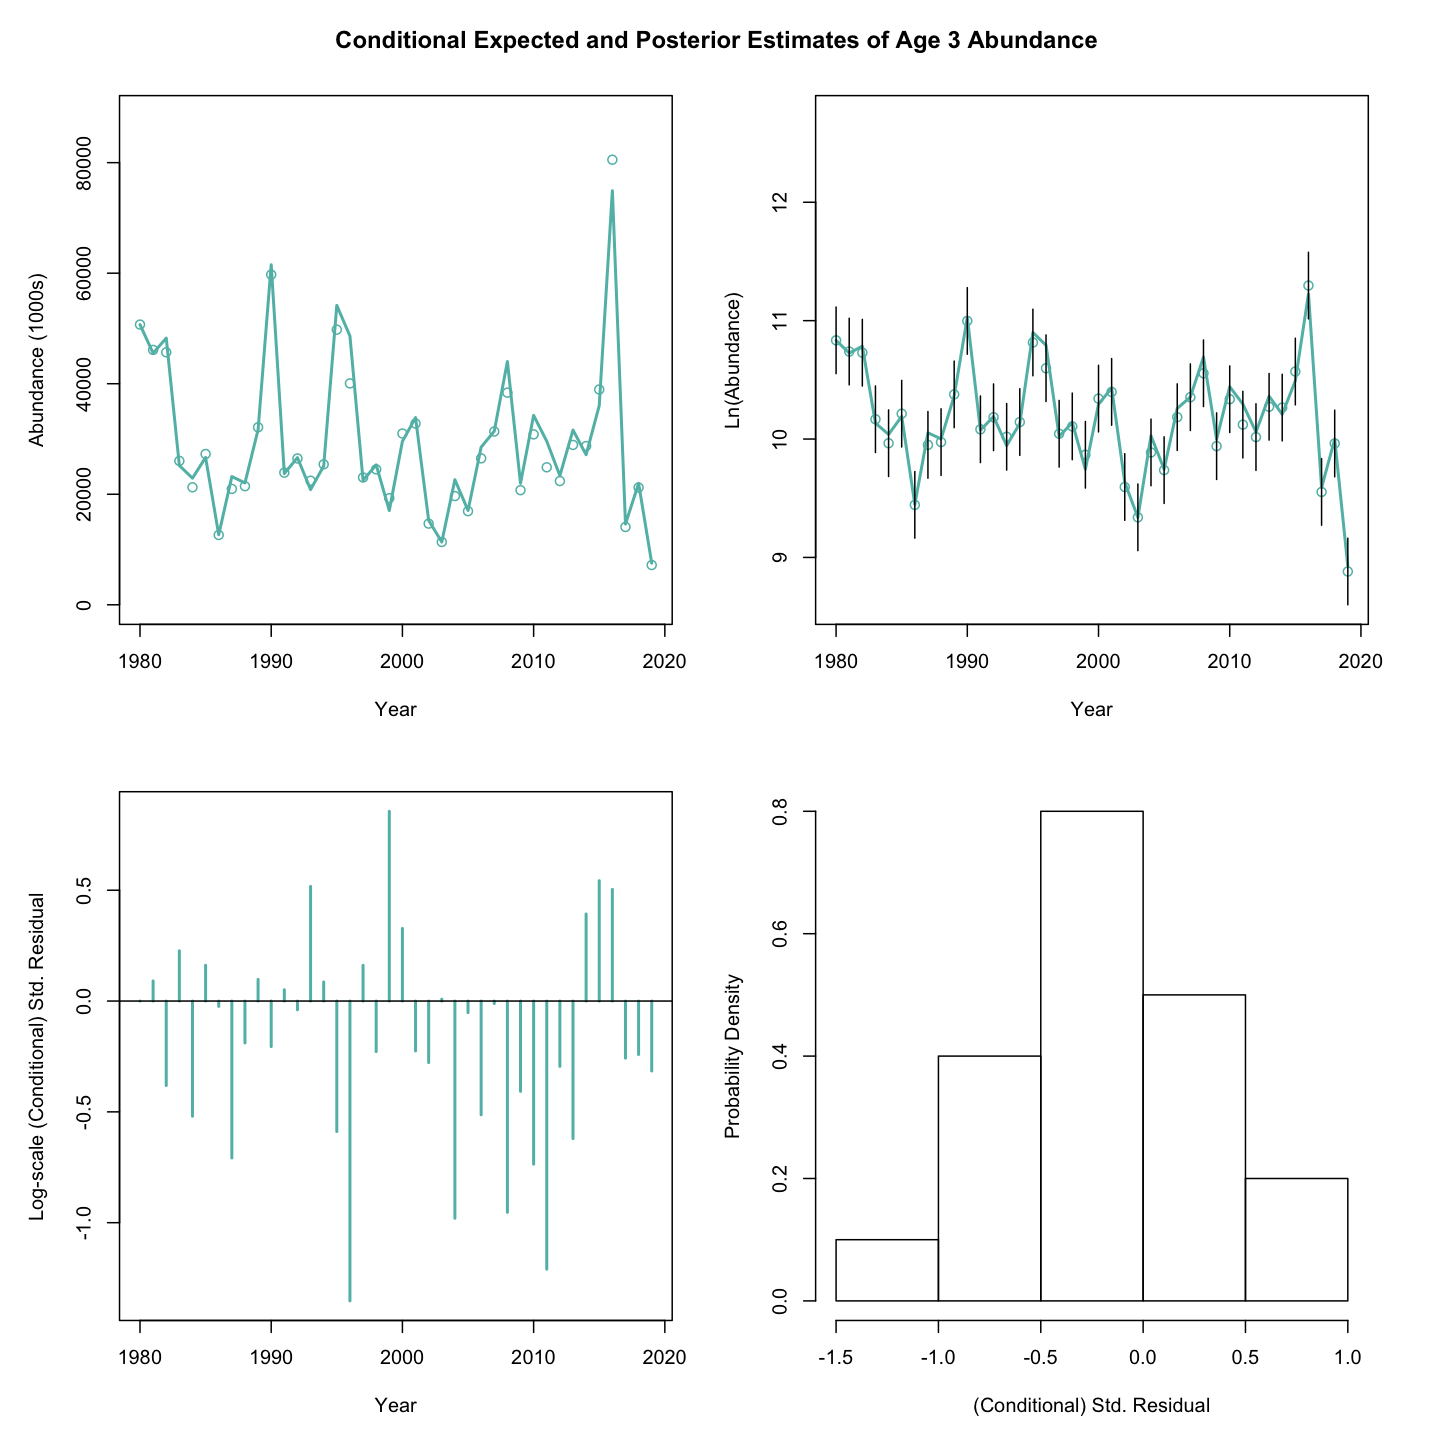 Conditional Expected and Posterior Estimates of Age 3 Abundance
Abundance (1000s)
80000
60000
40000
20000
0
1980 1990 2000 2010 2020
Year
Ln(Abundance)
12
11
10
9
1980 1990 2000 2010 2020
Year
Log-scale (Conditional) Std. Residual
0.5
0.0
-0.5
-1.0
1980 1990 2000 2010 2020
Year
Probability Density
0.8
0.6
0.4
0.2
0.0
-1.5 -1.0 -0.5 0.0 0.5 1.0
(Conditional) Std. Residual